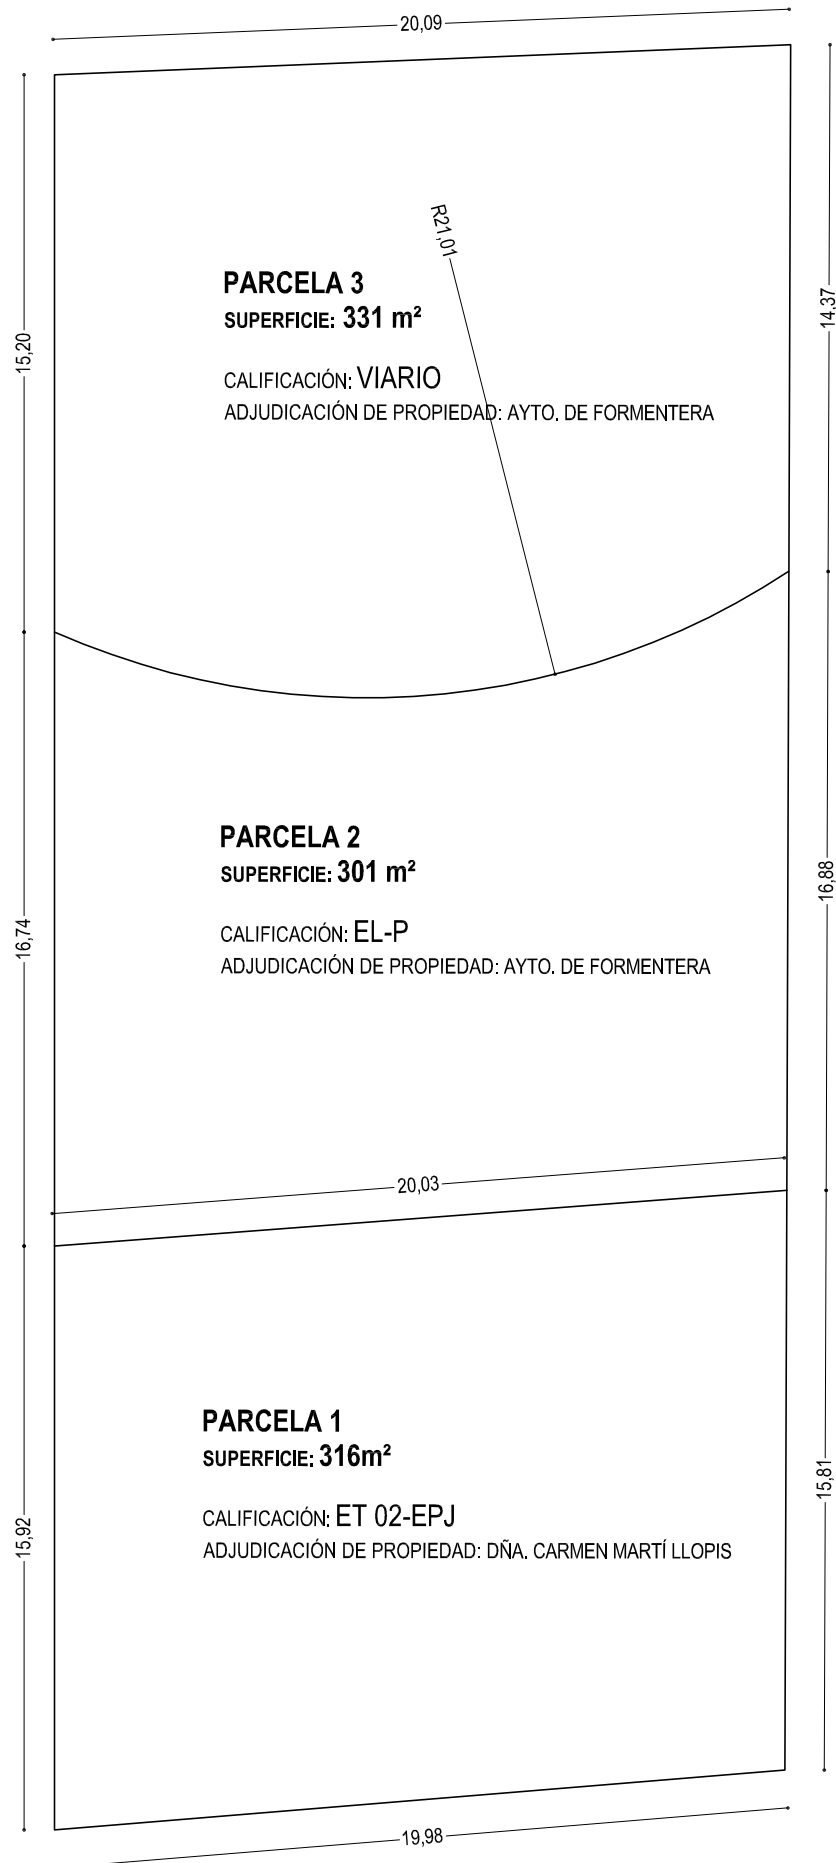 20,09
R21,01
PARCELA 3
SUPERFICIE: 331 m²
CALIFICACIÓN: VIARIO
ADJUDICACIÓN DE PROPIEDAD: AYTO. DE FORMENTERA
15,20
14,37
PARCELA 2
SUPERFICIE: 301 m²
CALIFICACIÓN: EL-P
ADJUDICACIÓN DE PROPIEDAD: AYTO. DE FORMENTERA
16,74
16,88
20,03
PARCELA 1
SUPERFICIE: 316m²
CALIFICACIÓN: ET 02-EPJ
ADJUDICACIÓN DE PROPIEDAD: DÑA. CARMEN MARTÍ LLOPIS
15,92
15,81
19,98